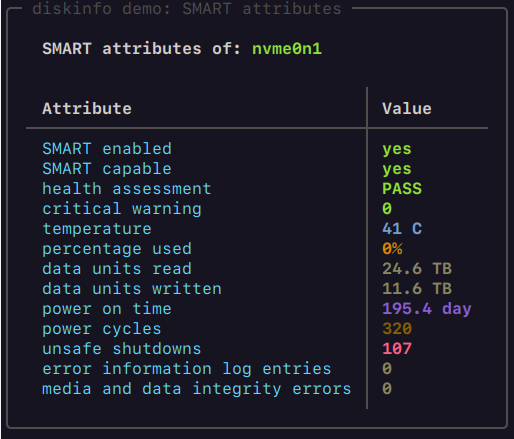 diskinfo demo: SMART attributes
SMART attributes of: nvme0n1
Attribute Value
SMART enabled yes
SMART capable yes
health assessment PASS
critical warning 0
temperature 41 C
percentage used 0%
data units read 24.6 TB
data units written 11.6 TB
power on time 195.4 day
power cycles 320
unsafe shutdowns 107
error information log entries 0
media and data integrity errors 0